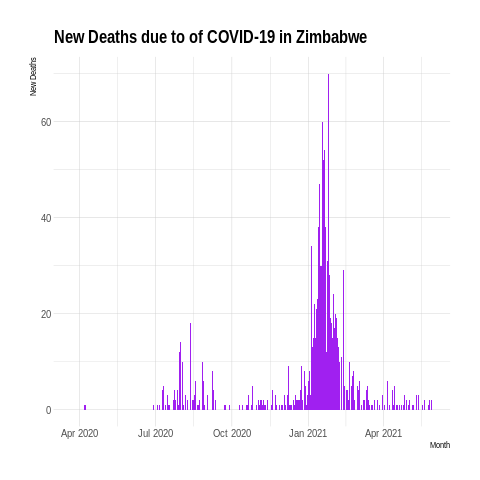 New Deaths due to of COVID-19 in Zimbabwe
New Deaths
60
40
20
0
Apr 2020 Jul 2020 Oct 2020 Jan 2021 Apr 2021
Month